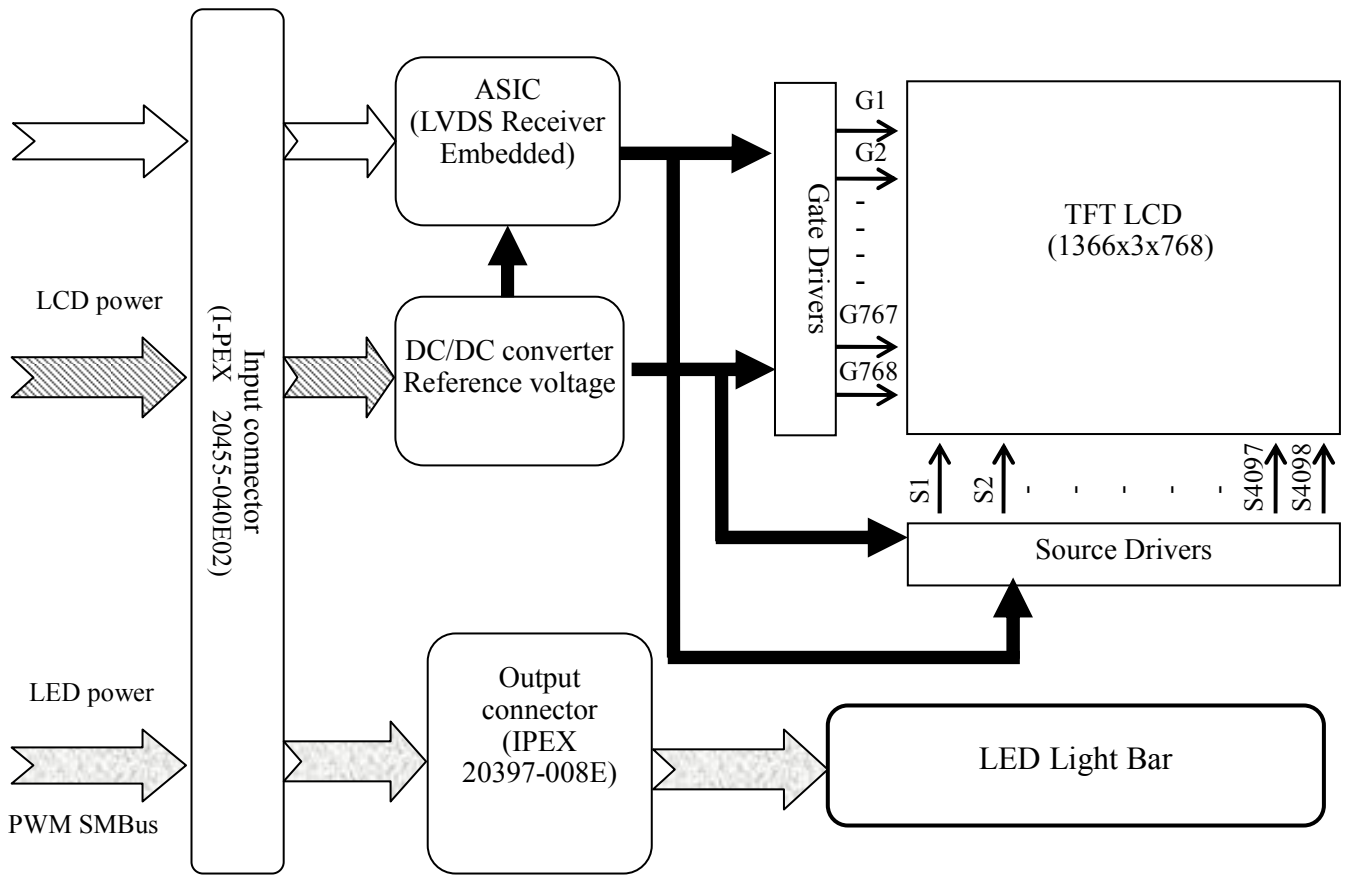 ASIC
(LVDS Receiver
Embedded)
LCD power
DC/DC converter
Reference voltage
Input connector
(I-PEX 20455-040E02)
Gate Drivers
G1
G2
-
-
-
-
G767
G768
TFT LCD
(1366x3x768)
S1
S2
- - - - -
S4097
S4098
Source Drivers
LED power
PWM SMBus
Output
connector
(IPEX
20397-008E)
LED Light Bar